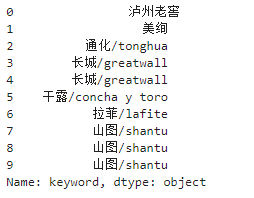 0 泸州老窖
1 美绚
2 通化/tonghua
3 长城/greatwall
4 长城/greatwall
5 干露/concha y toro
6 拉菲/lafite
7 山图/shantu
8 山图/shantu
9 山图/shantu
Name: keyword, dtype: object